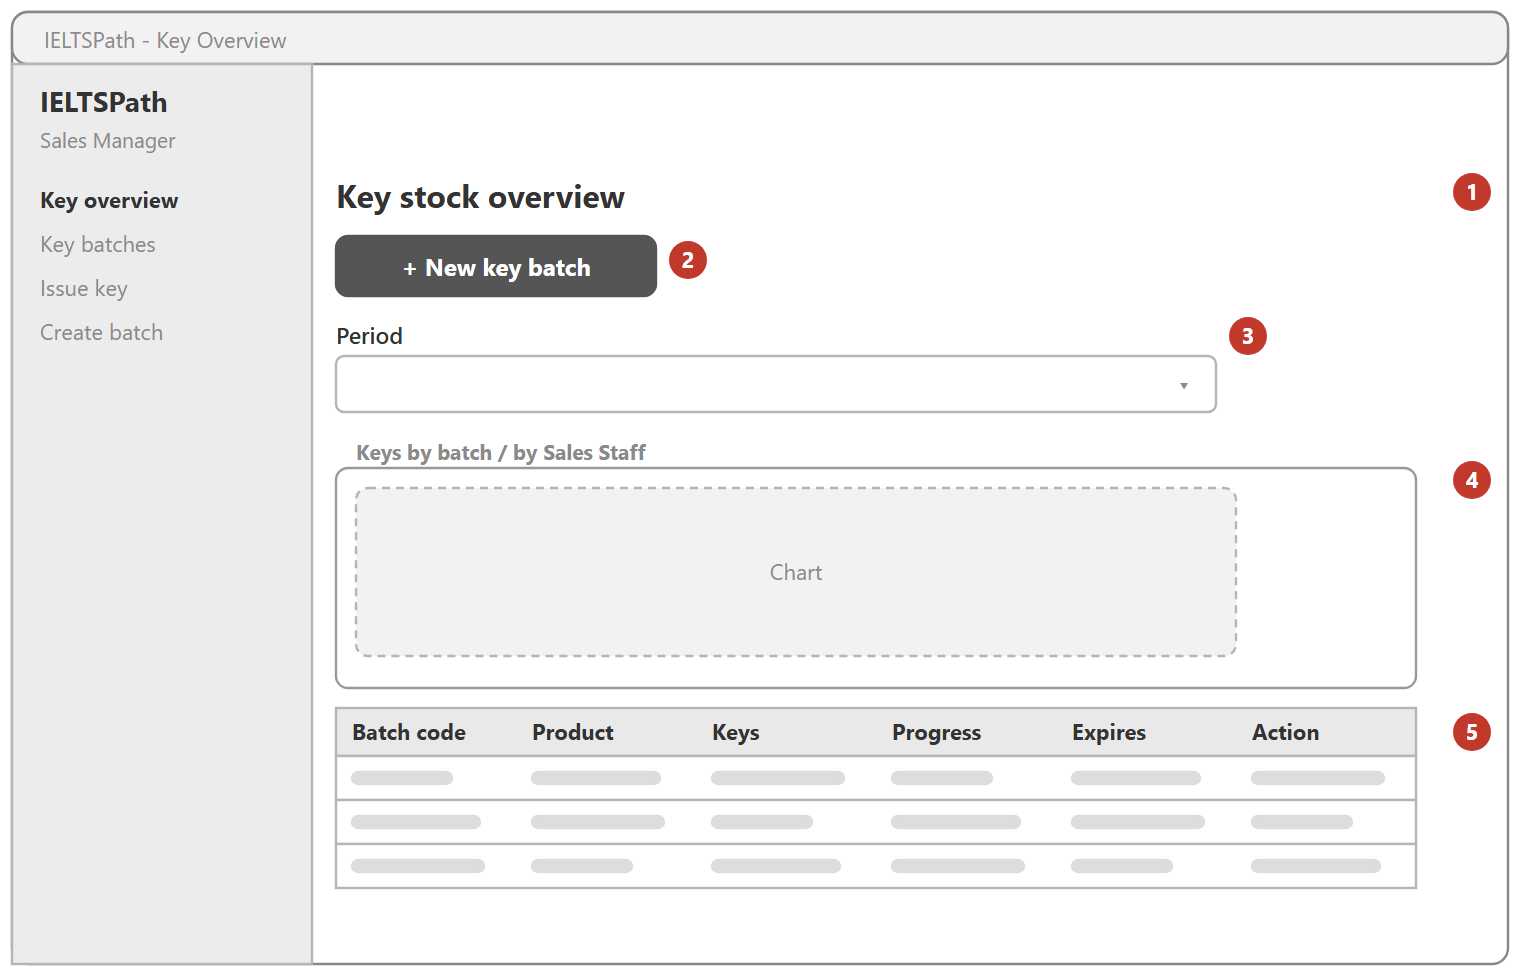 IELTSPath - Key Overview
IELTSPath
Sales Manager
Key overview
Key batches
Issue key
Create batch
Key stock overview
1
+ New key batch
2
Period
3
Keys by batch / by Sales Staff
4
Chart
Batch code Product Keys Progress Expires Action
5